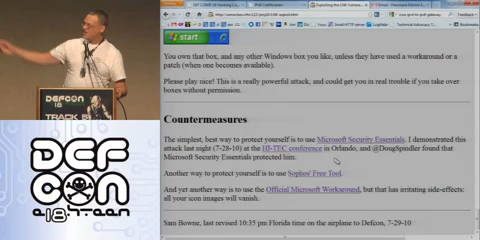 start
You own that box, and any other Windows box you like, unless they have used a workaround or a
patch (when one becomes available).
Please play nice! This is a really powerful attack, and could get you in real trouble if you take over
boxes without permission.
Countermeasures
The simplest, best way to protect yourself is to use Microsoft Security Essentials. I demonstrated this
attack last night (7-28-10) at the HI-TEC conference in Orlando, and @DougSpindler found that
Microsoft Security Essentials protected him.
Another way to protect yourself is to use Sophos' Free Tool.
And yet another way is to use the Official Microsoft Workaround, but that has irritating side-effects:
all your icon images will vanish.
Sam Bowne, last revised 10:35 pm Florida time on the airplane to Defcon, 7-29-10
DEFCON
18
TRACK 5
DEF
CON